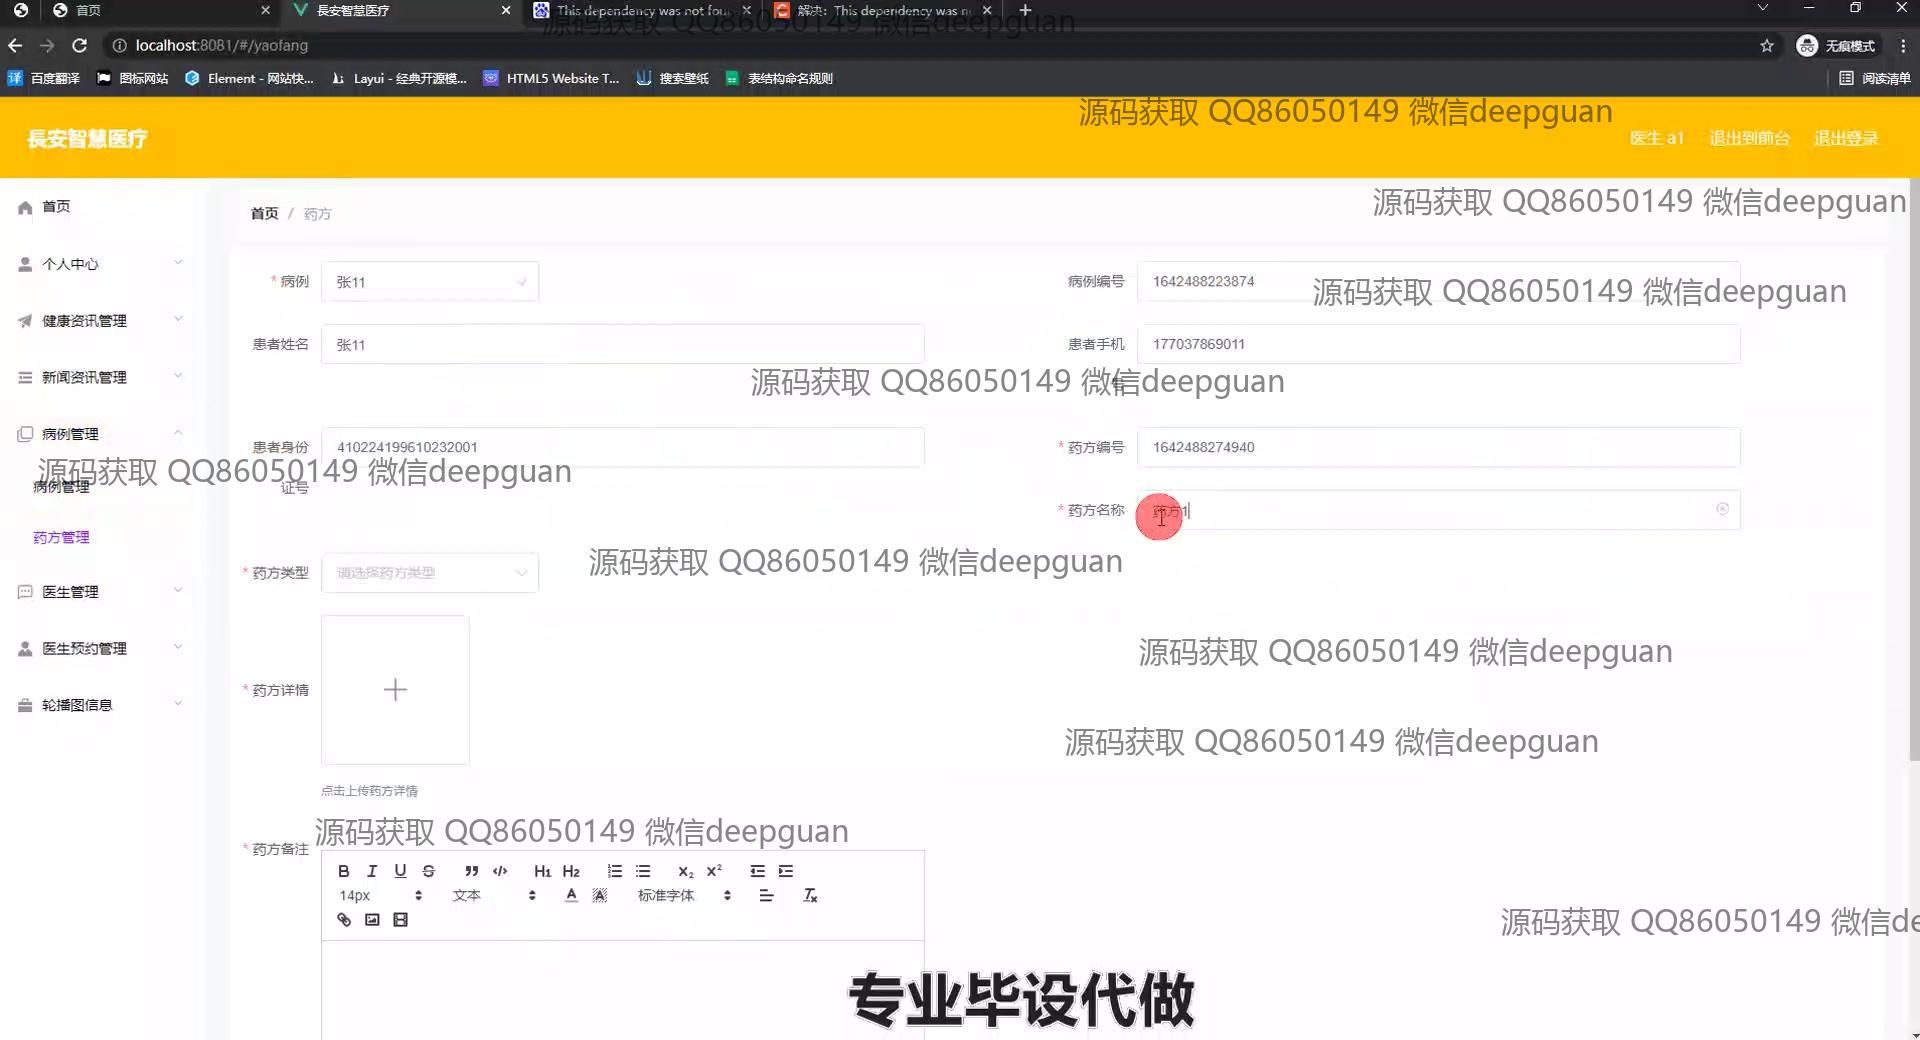 首页
長安智慧医疗
This dependency was not fou
解决: This dependency was n
源码获取 QQ86050149 微信deepguan
localhost:8081/#/yaofang
无痕模式
百度翻译
图标网站
Element - 网站快...
Layui - 经典开源模...
HTML5 Website T...
搜索壁纸
表结构命名规则
阅读清单
源码获取 QQ86050149 微信deepguan
長安智慧医疗
医生 a1
退出到前台
退出登录
源码获取 QQ86050149 微信deepguan
首页
首页 / 药方
个人中心
* 病例 张11
病例编号 1642488223874
源码获取 QQ86050149 微信deepguan
健康资讯管理
患者姓名 张11
患者手机号 177037869011
新闻资讯管理
源码获取 QQ86050149 微信deepguan
病例管理
患者身份证号 410224199610232001
* 药方编号 1642488274940
源码获取 QQ86050149 微信deepguan
病例管理
* 药方名称 药方1
药方管理
* 药方类型 请选择药方类型
源码获取 QQ86050149 微信deepguan
医生管理
医生预约管理
源码获取 QQ86050149 微信deepguan
* 药方详情
轮播图信息
源码获取 QQ86050149 微信deepguan
点击上传药方详情
源码获取 QQ86050149 微信deepguan
* 药方备注
B I U S H1 H2 X2 X2
14px 文本 A A 标准字体 Tx
源码获取 QQ86050149 微信de
专业毕设代做